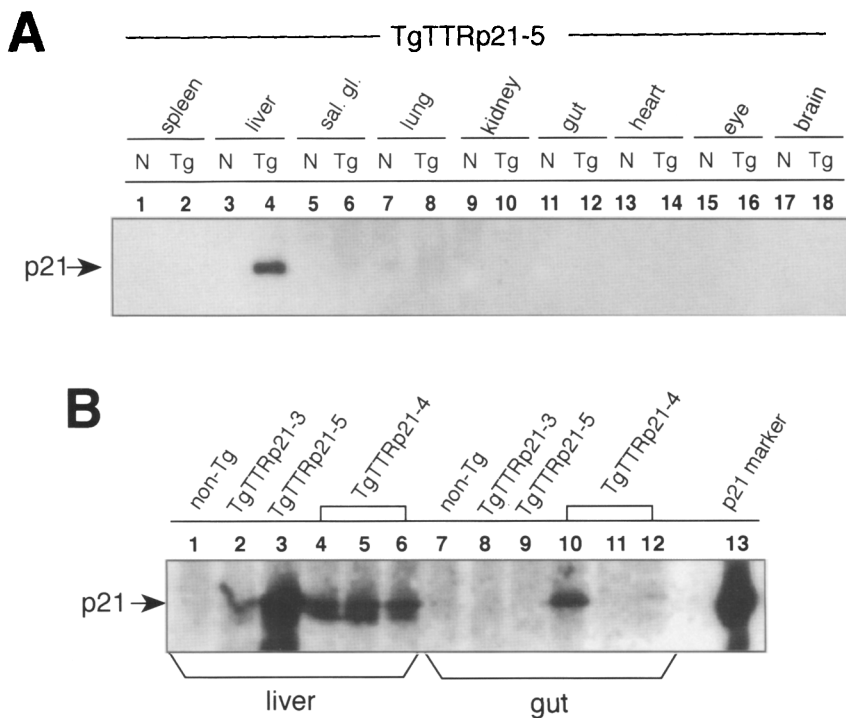 A
TgTTRp21-5
spleen liver sal. gl. lung kidney gut heart eye brain
N Tg N Tg N Tg N Tg N Tg N Tg N Tg N Tg N Tg
1 2 3 4 5 6 7 8 9 10 11 12 13 14 15 16 17 18
p21
B
non-Tg TgTTRp21-3 TgTTRp21-5 TgTTRp21-4 non-Tg TgTTRp21-3 TgTTRp21-5 TgTTRp21-4 p21 marker
1 2 3 4 5 6 7 8 9 10 11 12 13
p21
liver gut